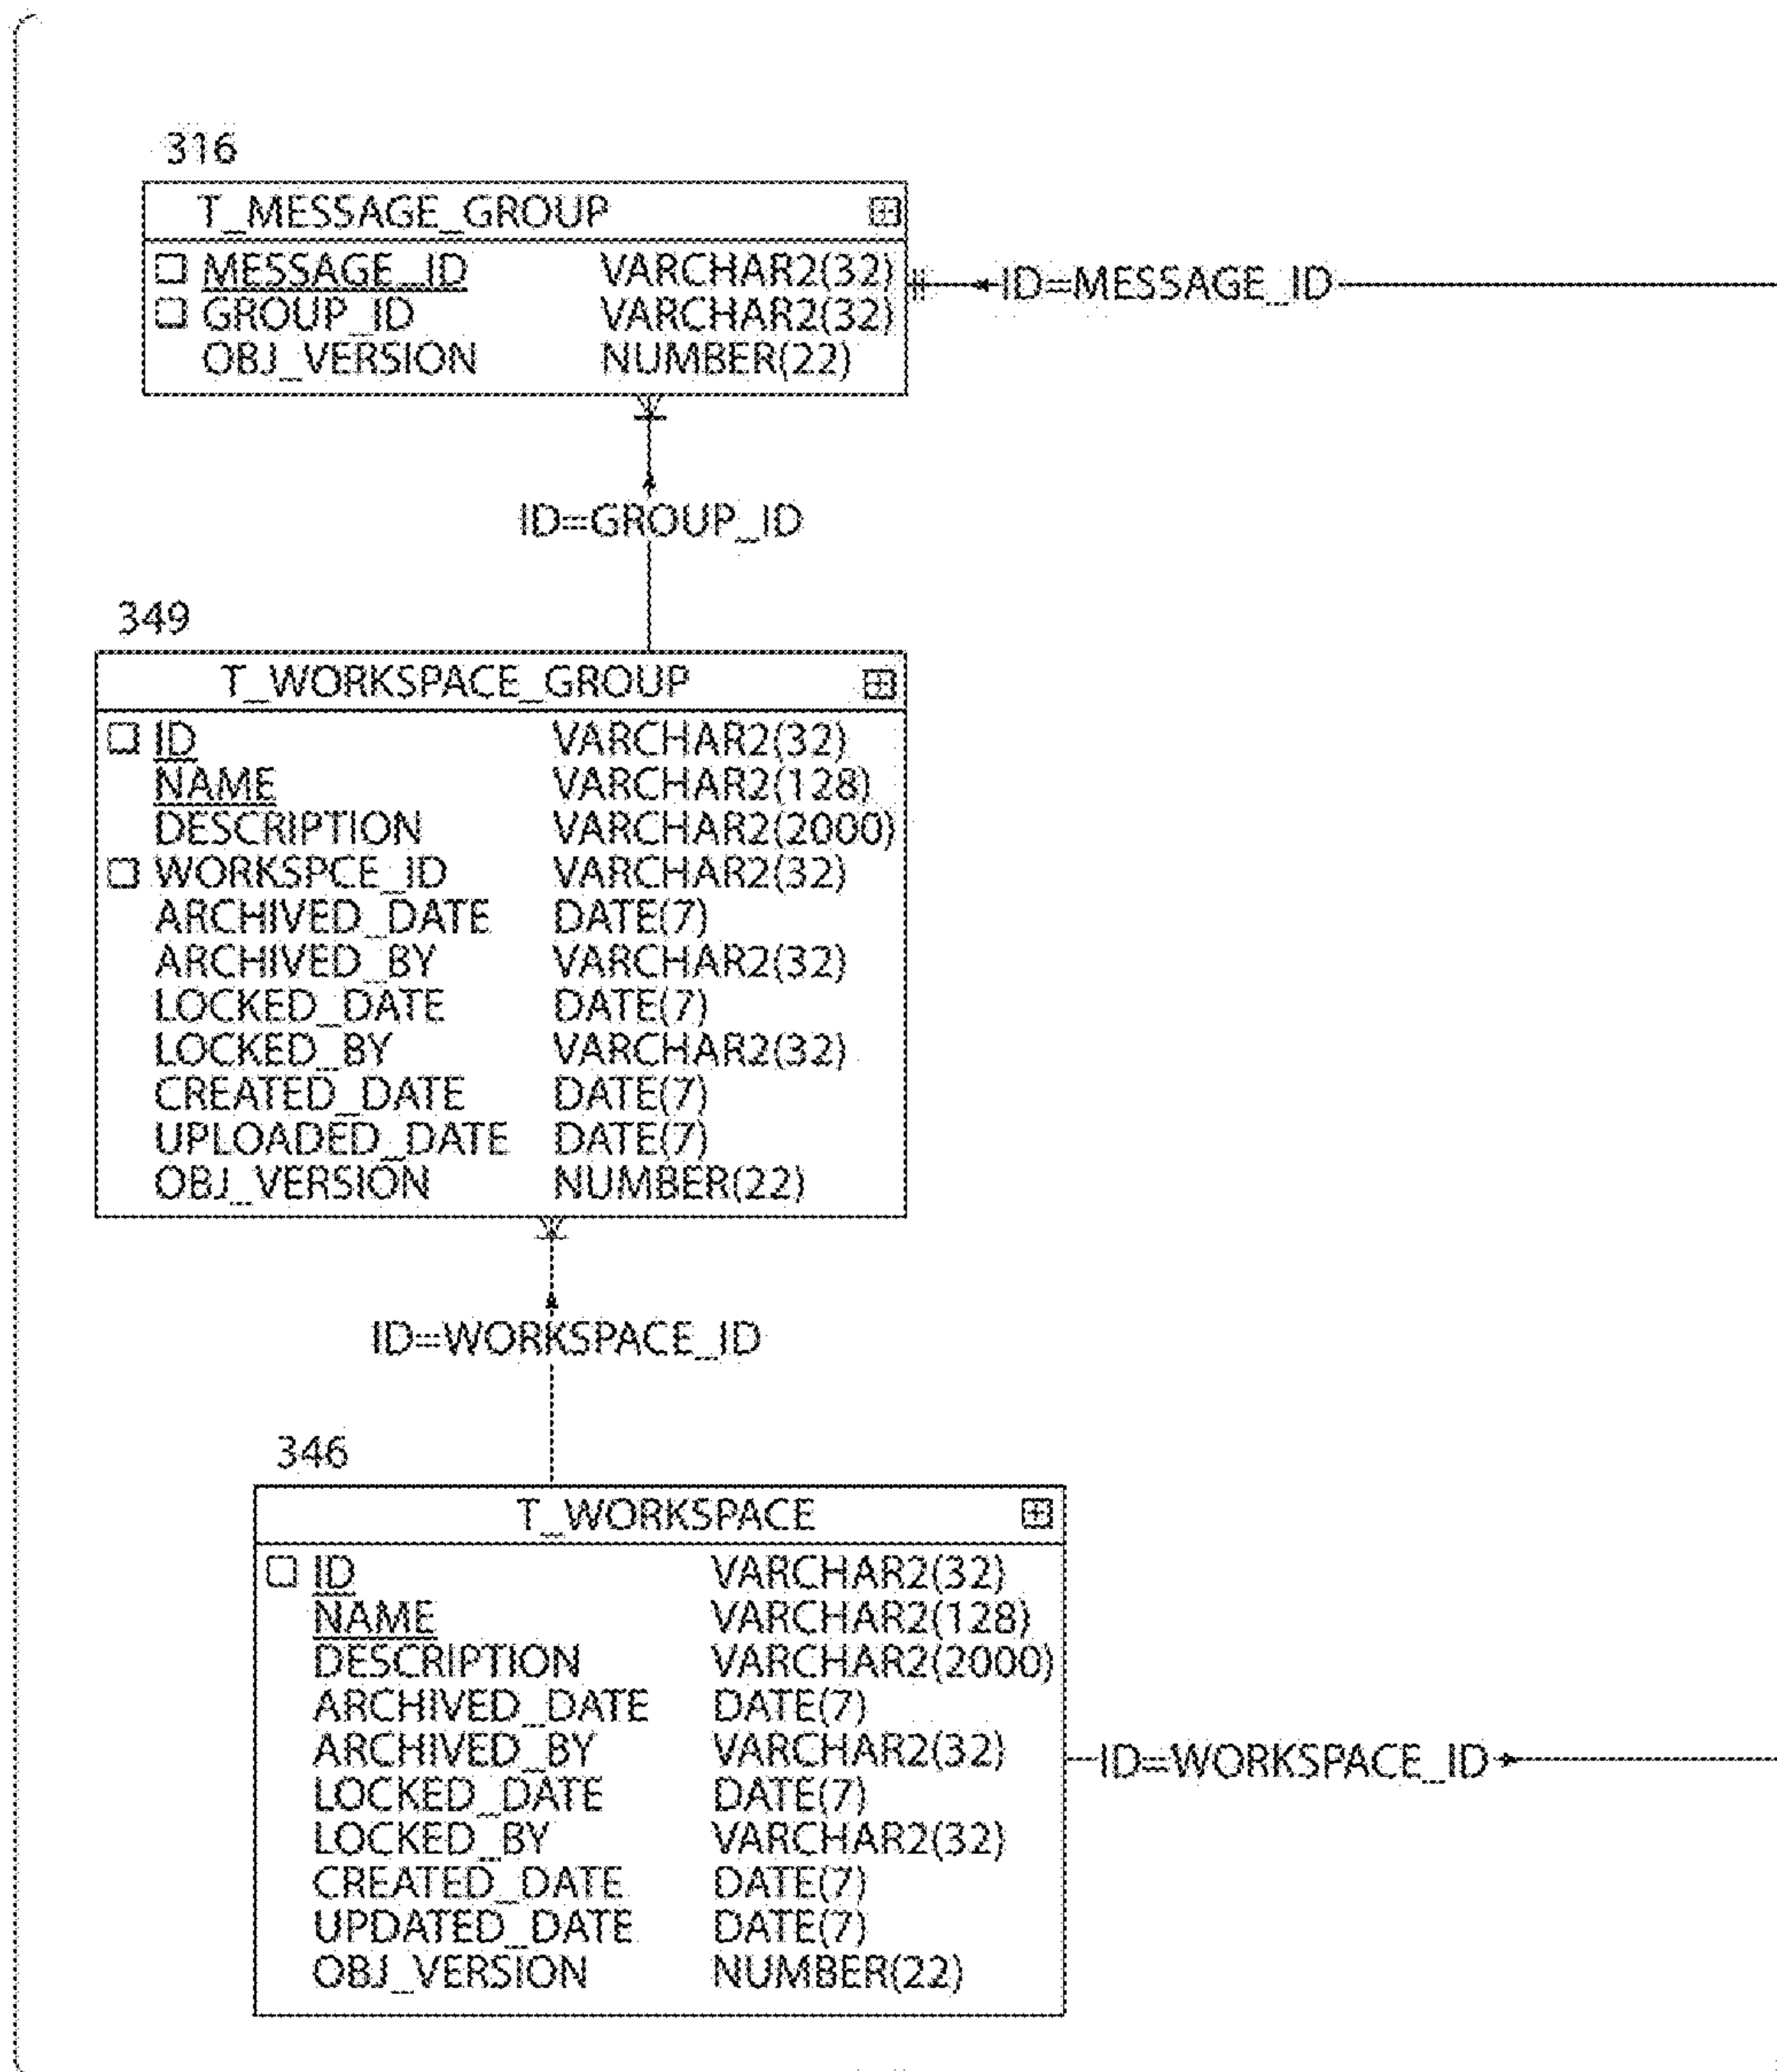 316
T_MESSAGE_GROUP
MESSAGE_ID VARCHAR2(32)
GROUP_ID VARCHAR2(32)
OBJ_VERSION NUMBER(22)
ID=MESSAGE_ID
ID=GROUP_ID
349
T_WORKSPACE_GROUP
ID VARCHAR2(32)
NAME VARCHAR2(128)
DESCRIPTION VARCHAR2(2000)
WORKSPCE_ID VARCHAR2(32)
ARCHIVED_DATE DATE(7)
ARCHIVED_BY VARCHAR2(32)
LOCKED_DATE DATE(7)
LOCKED_BY VARCHAR2(32)
CREATED_DATE DATE(7)
UPLOADED_DATE DATE(7)
OBJ_VERSION NUMBER(22)
ID=WORKSPACE_ID
346
T_WORKSPACE
ID VARCHAR2(32)
NAME VARCHAR2(128)
DESCRIPTION VARCHAR2(2000)
ARCHIVED_DATE DATE(7)
ARCHIVED_BY VARCHAR2(32)
LOCKED_DATE DATE(7)
LOCKED_BY VARCHAR2(32)
CREATED_DATE DATE(7)
UPDATED_DATE DATE(7)
OBJ_VERSION NUMBER(22)
ID=WORKSPACE_ID